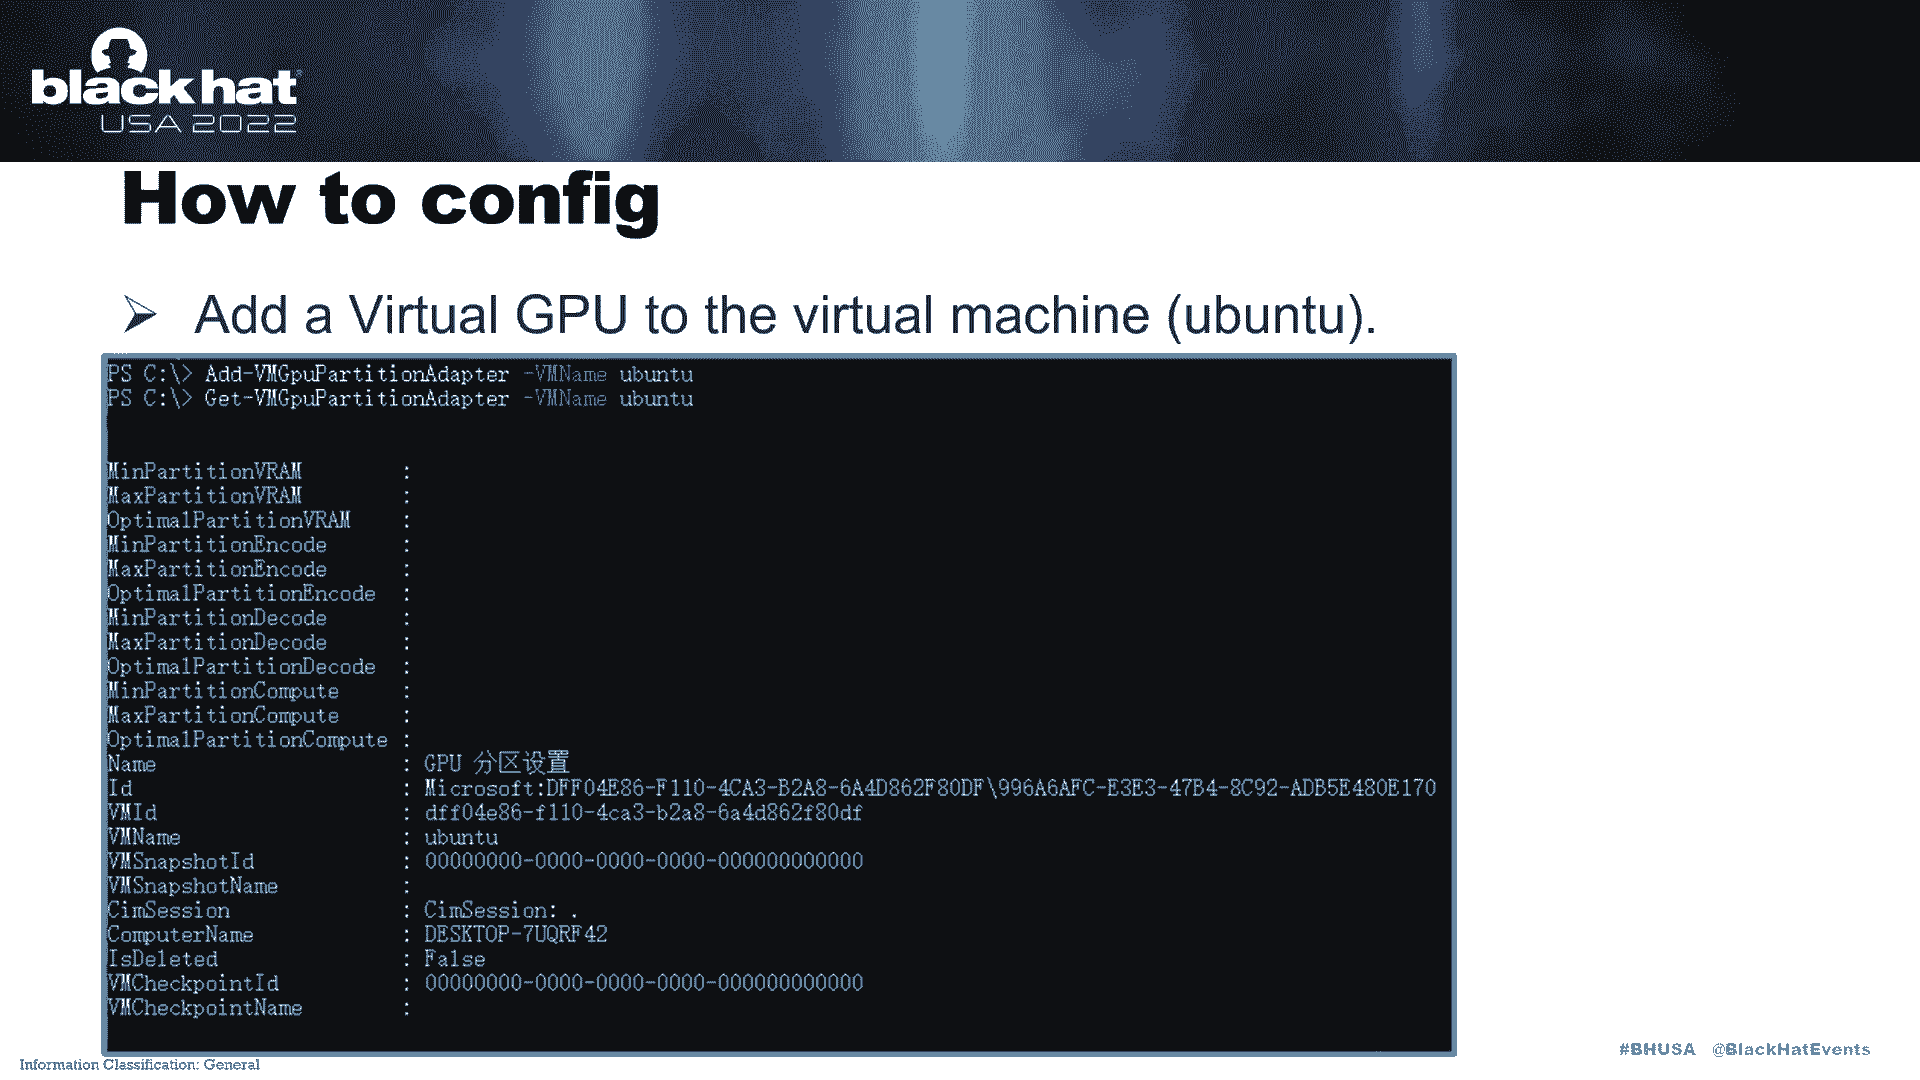 black hat
USA 2022
How to config
➢ Add a Virtual GPU to the virtual machine (ubuntu).
PS C:\> Add-VMGpuPartitionAdapter -VMName ubuntu
PS C:\> Get-VMGpuPartitionAdapter -VMName ubuntu
MinPartitionVRAM :
MaxPartitionVRAM :
OptimalPartitionVRAM :
MinPartitionEncode :
MaxPartitionEncode :
OptimalPartitionEncode :
MinPartitionDecode :
MaxPartitionDecode :
OptimalPartitionDecode :
MinPartitionCompute :
MaxPartitionCompute :
OptimalPartitionCompute :
Name : GPU 分区设置
Id : Microsoft:DFF04E86-F110-4CA3-B2A8-6A4D862F80DF\996A6AFC-E3E3-47B4-8C92-ADB5E480E170
VMId : dff04e86-f110-4ca3-b2a8-6a4d862f80df
VMName : ubuntu
VMSnapshotId : 00000000-0000-0000-0000-000000000000
VMSnapshotName :
CimSession : CimSession: .
ComputerName : DESKTOP-7UQRF42
IsDeleted : False
VMCheckpointId : 00000000-0000-0000-0000-000000000000
VMCheckpointName :
Information Classification: General
#BHUSA @BlackHatEvents